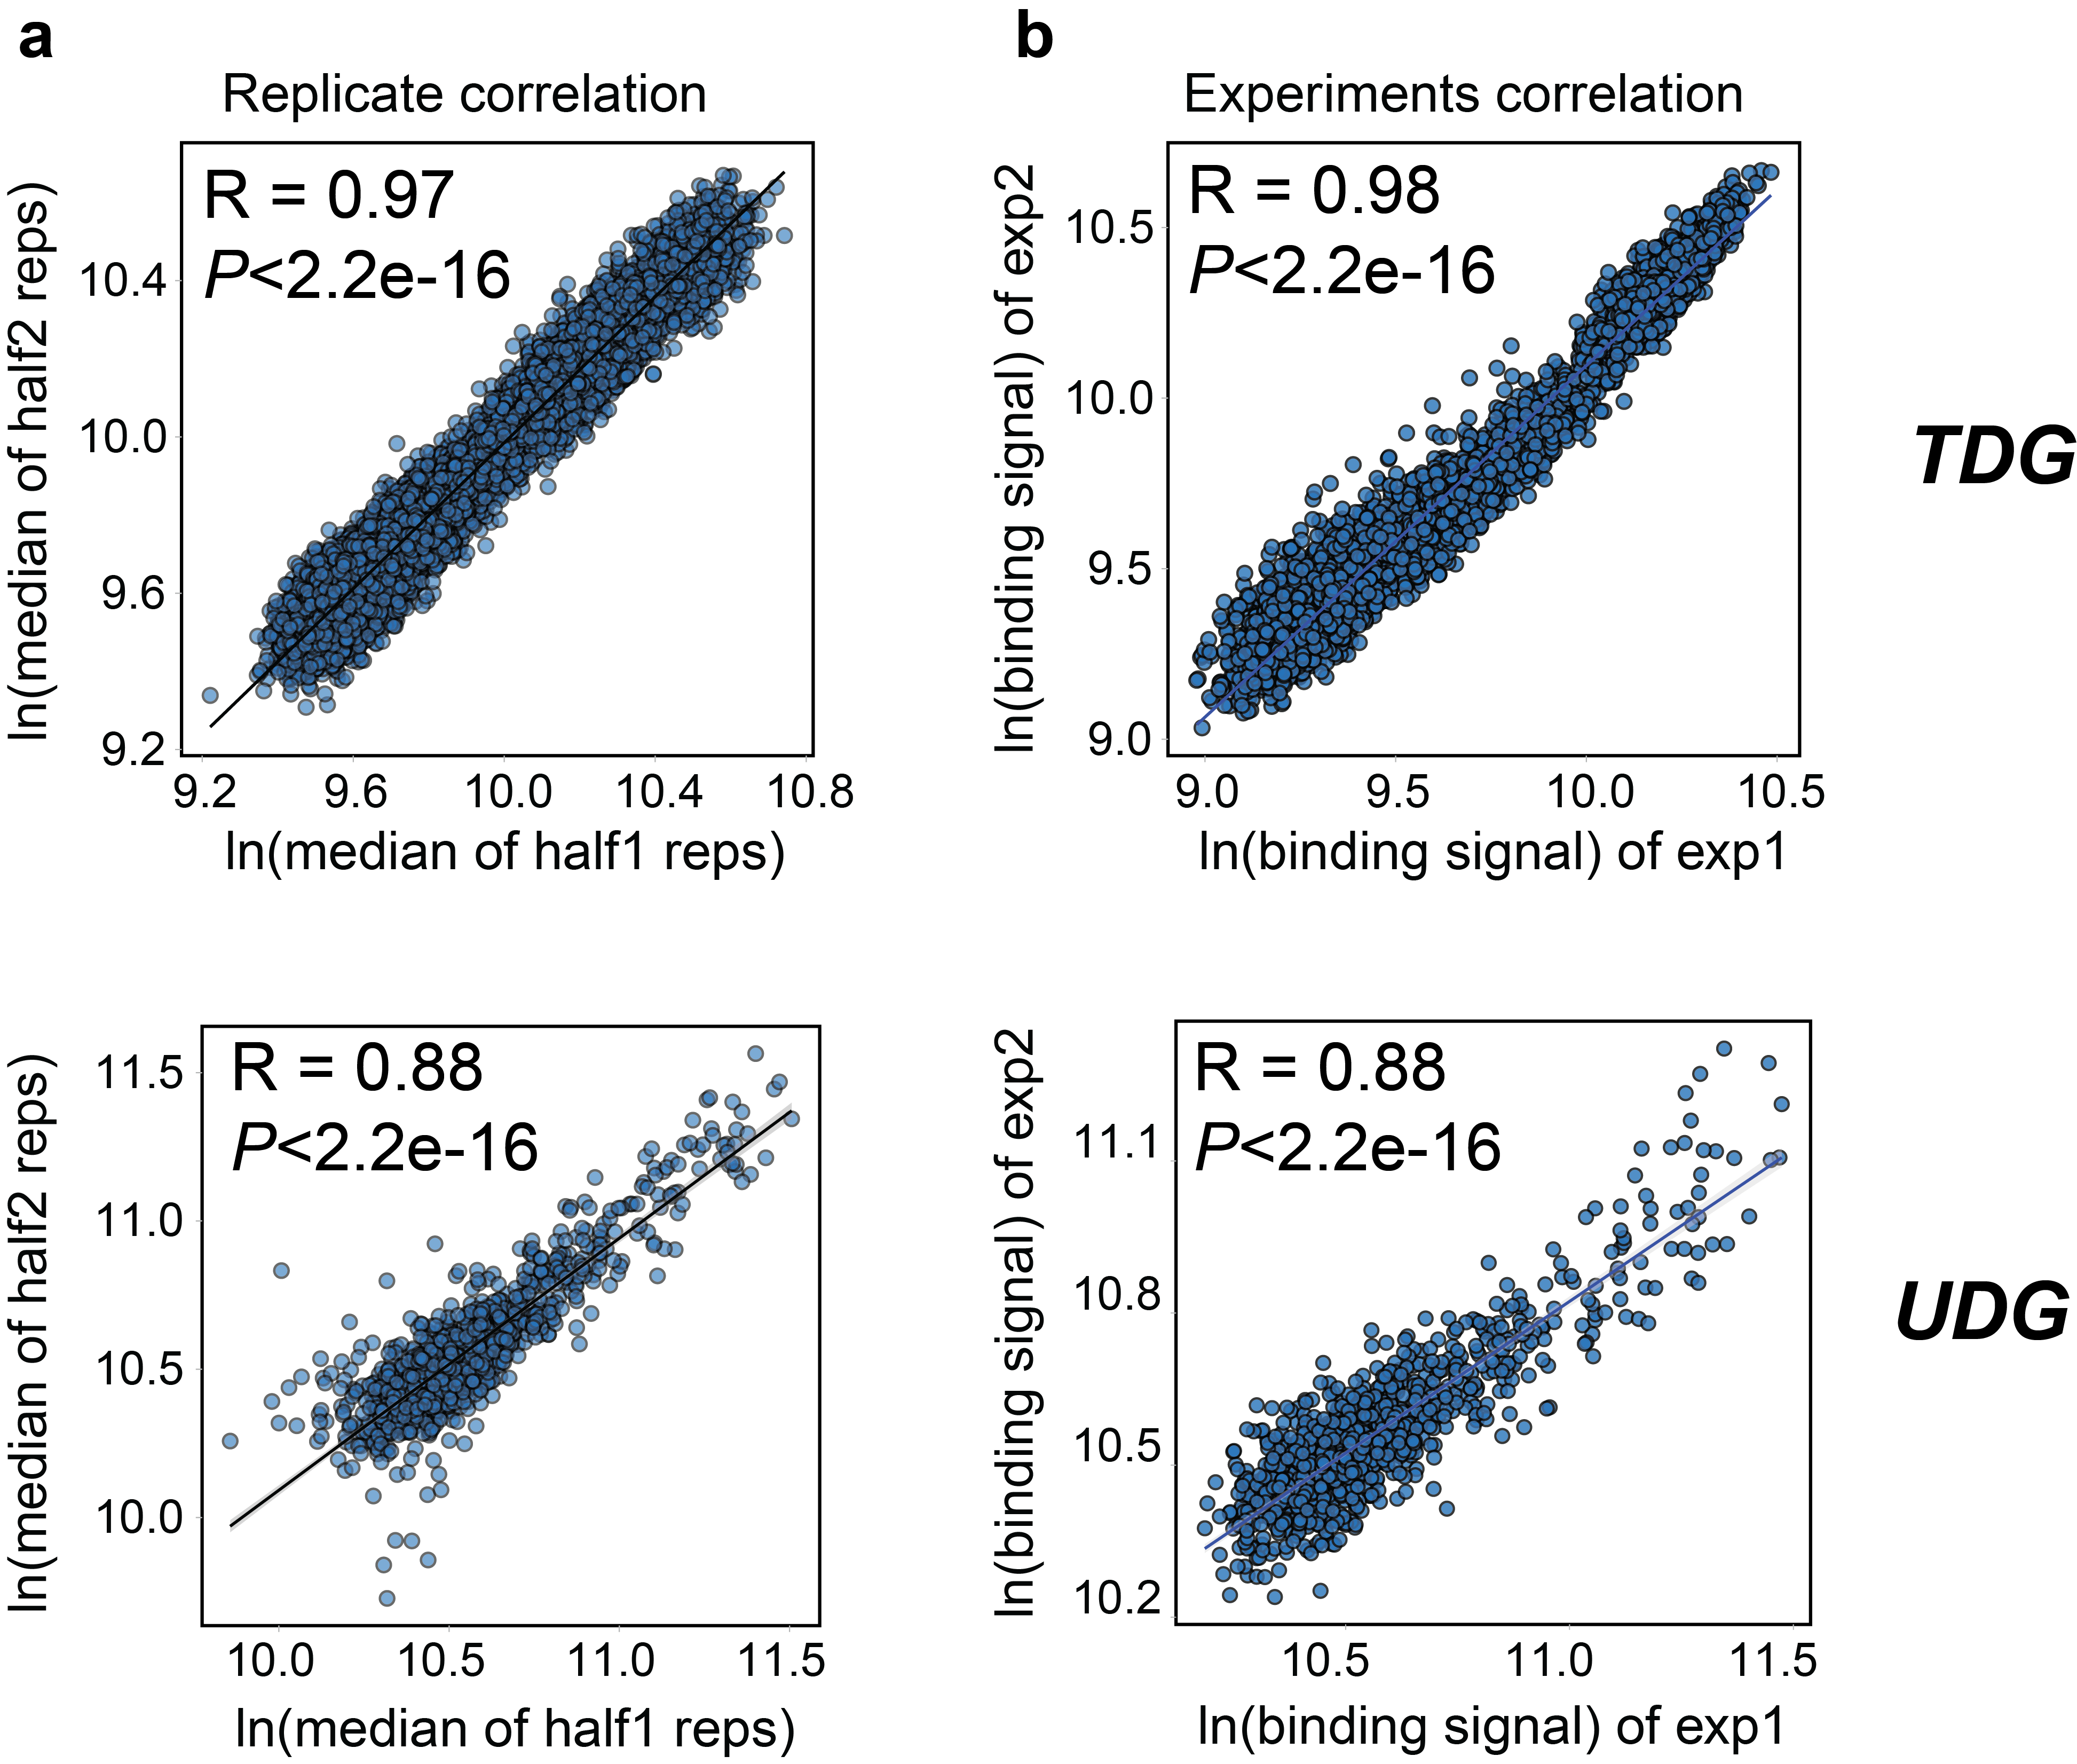 a
Replicate correlation
R = 0.97
P<2.2e-16
ln(median of half2 reps)
10.4
10.0
9.6
9.2
9.2 9.6 10.0 10.4 10.8
ln(median of half1 reps)
b
Experiments correlation
R = 0.98
P<2.2e-16
ln(binding signal) of exp2
10.5
10.0
9.5
9.0
9.0 9.5 10.0 10.5
ln(binding signal) of exp1
TDG
R = 0.88
P<2.2e-16
ln(median of half2 reps)
11.5
11.0
10.5
10.0
10.0 10.5 11.0 11.5
ln(median of half1 reps)
R = 0.88
P<2.2e-16
ln(binding signal) of exp2
11.1
10.8
10.5
10.2
10.5 11.0 11.5
ln(binding signal) of exp1
UDG